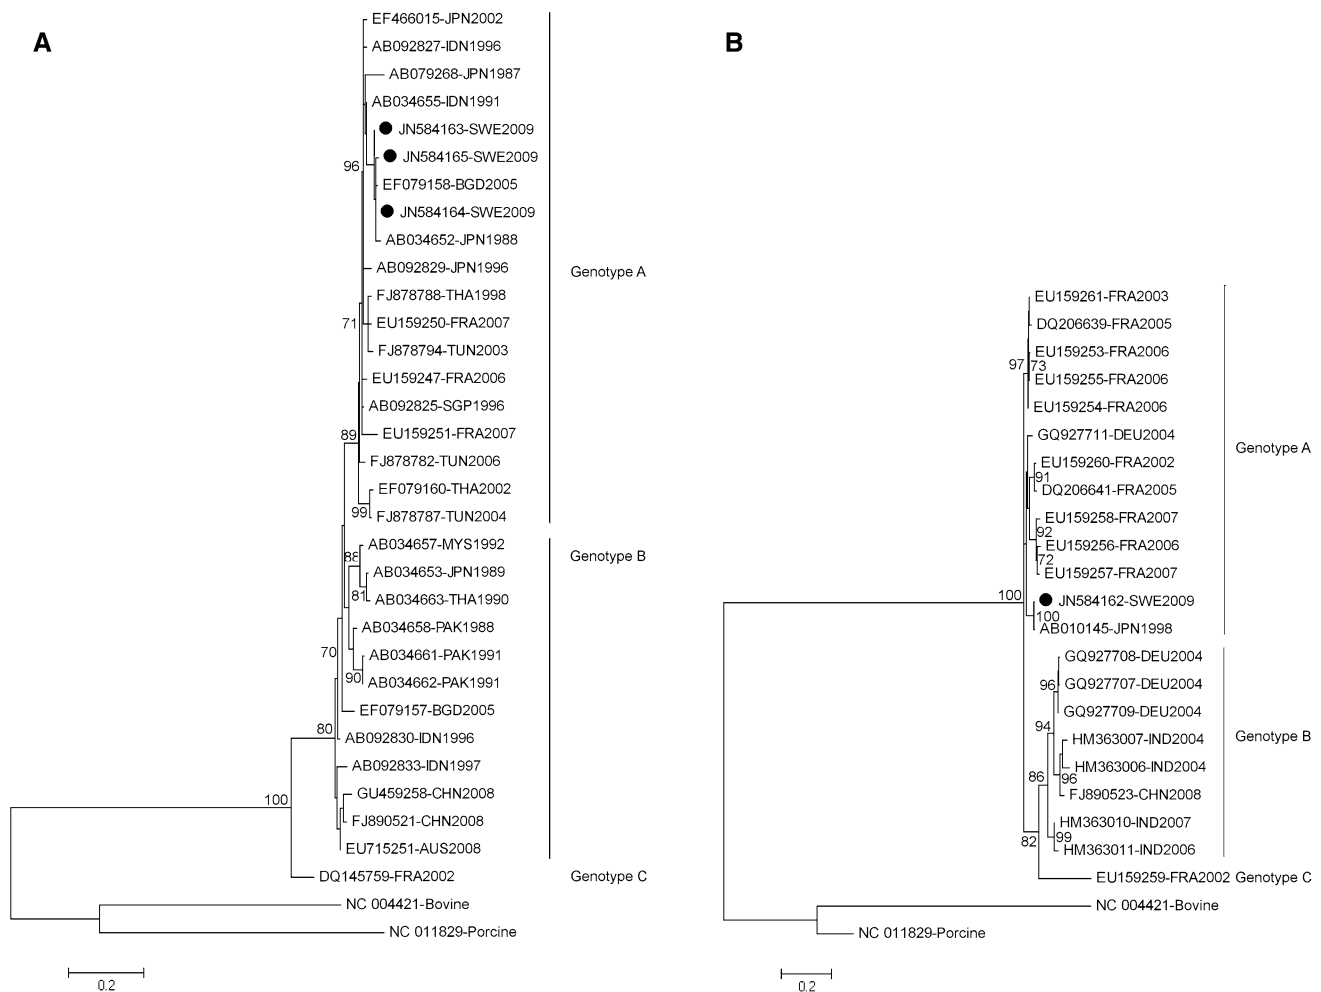 A
EF466015-JPN2002
AB092827-IDN1996
AB079268-JPN1987
AB034655-IDN1991
JN584163-SWE2009
JN584165-SWE2009
96
EF079158-BGD2005
JN584164-SWE2009
AB034652-JPN1988
AB092829-JPN1996
Genotype A
FJ878788-THA1998
71
EU159250-FRA2007
FJ878794-TUN2003
EU159247-FRA2006
AB092825-SGP1996
EU159251-FRA2007
89
FJ878782-TUN2006
EF079160-THA2002
99
FJ878787-TUN2004
AB034657-MYS1992
88
Genotype B
AB034653-JPN1989
81
AB034663-THA1990
AB034658-PAK1988
70
AB034661-PAK1991
90
AB034662-PAK1991
EF079157-BGD2005
80
AB092830-IDN1996
AB092833-IDN1997
GU459258-CHN2008
100
FJ890521-CHN2008
EU715251-AUS2008
DQ145759-FRA2002
Genotype C
NC 004421-Bovine
NC 011829-Porcine
0.2
B
EU159261-FRA2003
DQ206639-FRA2005
EU159253-FRA2006
97
73
EU159255-FRA2006
EU159254-FRA2006
GQ927711-DEU2004
Genotype A
EU159260-FRA2002
91
DQ206641-FRA2005
EU159258-FRA2007
92
EU159256-FRA2006
72
EU159257-FRA2007
100
JN584162-SWE2009
100
AB010145-JPN1998
GQ927708-DEU2004
96
GQ927707-DEU2004
GQ927709-DEU2004
94
HM363007-IND2004
Genotype B
HM363006-IND2004
86
96
FJ890523-CHN2008
HM363010-IND2007
82
99
HM363011-IND2006
EU159259-FRA2002 Genotype C
NC 004421-Bovine
NC 011829-Porcine
0.2